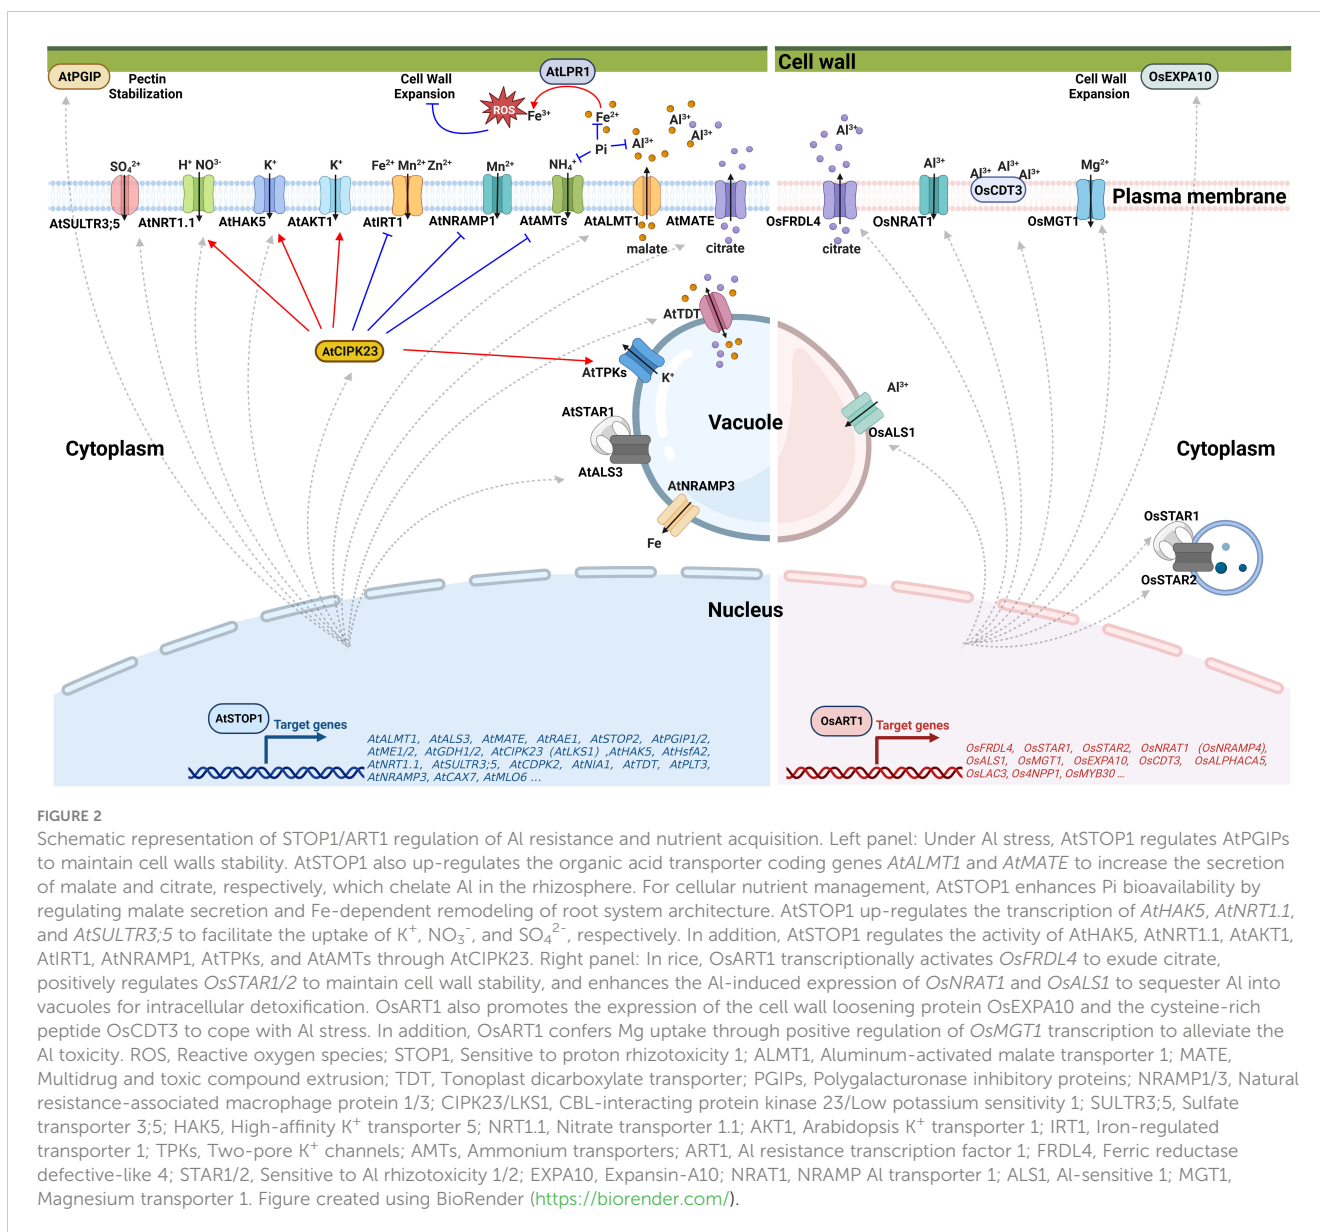 Cell wall
AtPGIP
Pectin
Stabilization
Cell Wall
Expansion
AtLPR1
ROS
Fe³⁺
Fe²⁺
Pi
Al³⁺
Al³⁺
Al³⁺
Al³⁺
Cell Wall
Expansion
OsEXPA10
SO₄²⁺
H⁺ NO³⁻
K⁺
K⁺
Fe²⁺ Mn²⁺ Zn²⁺
Mn²⁺
NH₄⁺
Al³⁺
Al³⁺
Al³⁺
Al³⁺
OsCDT3
Mg²⁺
Plasma membrane
AtSULTR3;5
AtNRT1.1
AtHAK5
AtAKT1
AtIRT1
AtNRAMP1
AtAMTs
AtALMT1
AtMATE
OsFRDL4
OsNRAT1
OsMGT1
malate
citrate
citrate
AtTDT
AtCIPK23
AtTPKs
K⁺
Al³⁺
AtSTAR1
Vacuole
OsALS1
Cytoplasm
Cytoplasm
AtALS3
AtNRAMP3
Fe
OsSTAR1
OsSTAR2
Nucleus
AtSTOP1
Target genes
AtALMT1, AtALS3, AtMATE, AtRAE1, AtSTOP2, AtPGIP1/2,
AtME1/2, AtGDH1/2, AtCIPK23 (AtLKS1) ,AtHAK5, AtHsfA2,
AtNRT1.1, AtSULTR3;5, AtCDPK2, AtNIA1, AtTDT, AtPLT3,
AtNRAMP3, AtCAX7, AtMLO6 ...
OsART1
Target genes
OsFRDL4, OsSTAR1, OsSTAR2, OsNRAT1 (OsNRAMP4),
OsALS1, OsMGT1, OsEXPA10, OsCDT3, OsALPHACA5,
OsLAC3, Os4NPP1, OsMYB30 ...
FIGURE 2
Schematic representation of STOP1/ART1 regulation of Al resistance and nutrient acquisition. Left panel: Under Al stress, AtSTOP1 regulates AtPGIPs
to maintain cell walls stability. AtSTOP1 also up-regulates the organic acid transporter coding genes AtALMT1 and AtMATE to increase the secretion
of malate and citrate, respectively, which chelate Al in the rhizosphere. For cellular nutrient management, AtSTOP1 enhances Pi bioavailability by
regulating malate secretion and Fe-dependent remodeling of root system architecture. AtSTOP1 up-regulates the transcription of AtHAK5, AtNRT1.1,
and AtSULTR3;5 to facilitate the uptake of K⁺, NO₃⁻, and SO₄²⁻, respectively. In addition, AtSTOP1 regulates the activity of AtHAK5, AtNRT1.1, AtAKT1,
AtIRT1, AtNRAMP1, AtTPKs, and AtAMTs through AtCIPK23. Right panel: In rice, OsART1 transcriptionally activates OsFRDL4 to exude citrate,
positively regulates OsSTAR1/2 to maintain cell wall stability, and enhances the Al-induced expression of OsNRAT1 and OsALS1 to sequester Al into
vacuoles for intracellular detoxification. OsART1 also promotes the expression of the cell wall loosening protein OsEXPA10 and the cysteine-rich
peptide OsCDT3 to cope with Al stress. In addition, OsART1 confers Mg uptake through positive regulation of OsMGT1 transcription to alleviate the
Al toxicity. ROS, Reactive oxygen species; STOP1, Sensitive to proton rhizotoxicity 1; ALMT1, Aluminum-activated malate transporter 1; MATE,
Multidrug and toxic compound extrusion; TDT, Tonoplast dicarboxylate transporter; PGIPs, Polygalacturonase inhibitory proteins; NRAMP1/3, Natural
resistance-associated macrophage protein 1/3; CIPK23/LKS1, CBL-interacting protein kinase 23/Low potassium sensitivity 1; SULTR3;5, Sulfate
transporter 3;5; HAK5, High-affinity K⁺ transporter 5; NRT1.1, Nitrate transporter 1.1; AKT1, Arabidopsis K⁺ transporter 1; IRT1, Iron-regulated
transporter 1; TPKs, Two-pore K⁺ channels; AMTs, Ammonium transporters; ART1, Al resistance transcription factor 1; FRDL4, Ferric reductase
defective-like 4; STAR1/2, Sensitive to Al rhizotoxicity 1/2; EXPA10, Expansin-A10; NRAT1, NRAMP Al transporter 1; ALS1, Al-sensitive 1; MGT1,
Magnesium transporter 1. Figure created using BioRender (https://biorender.com/).